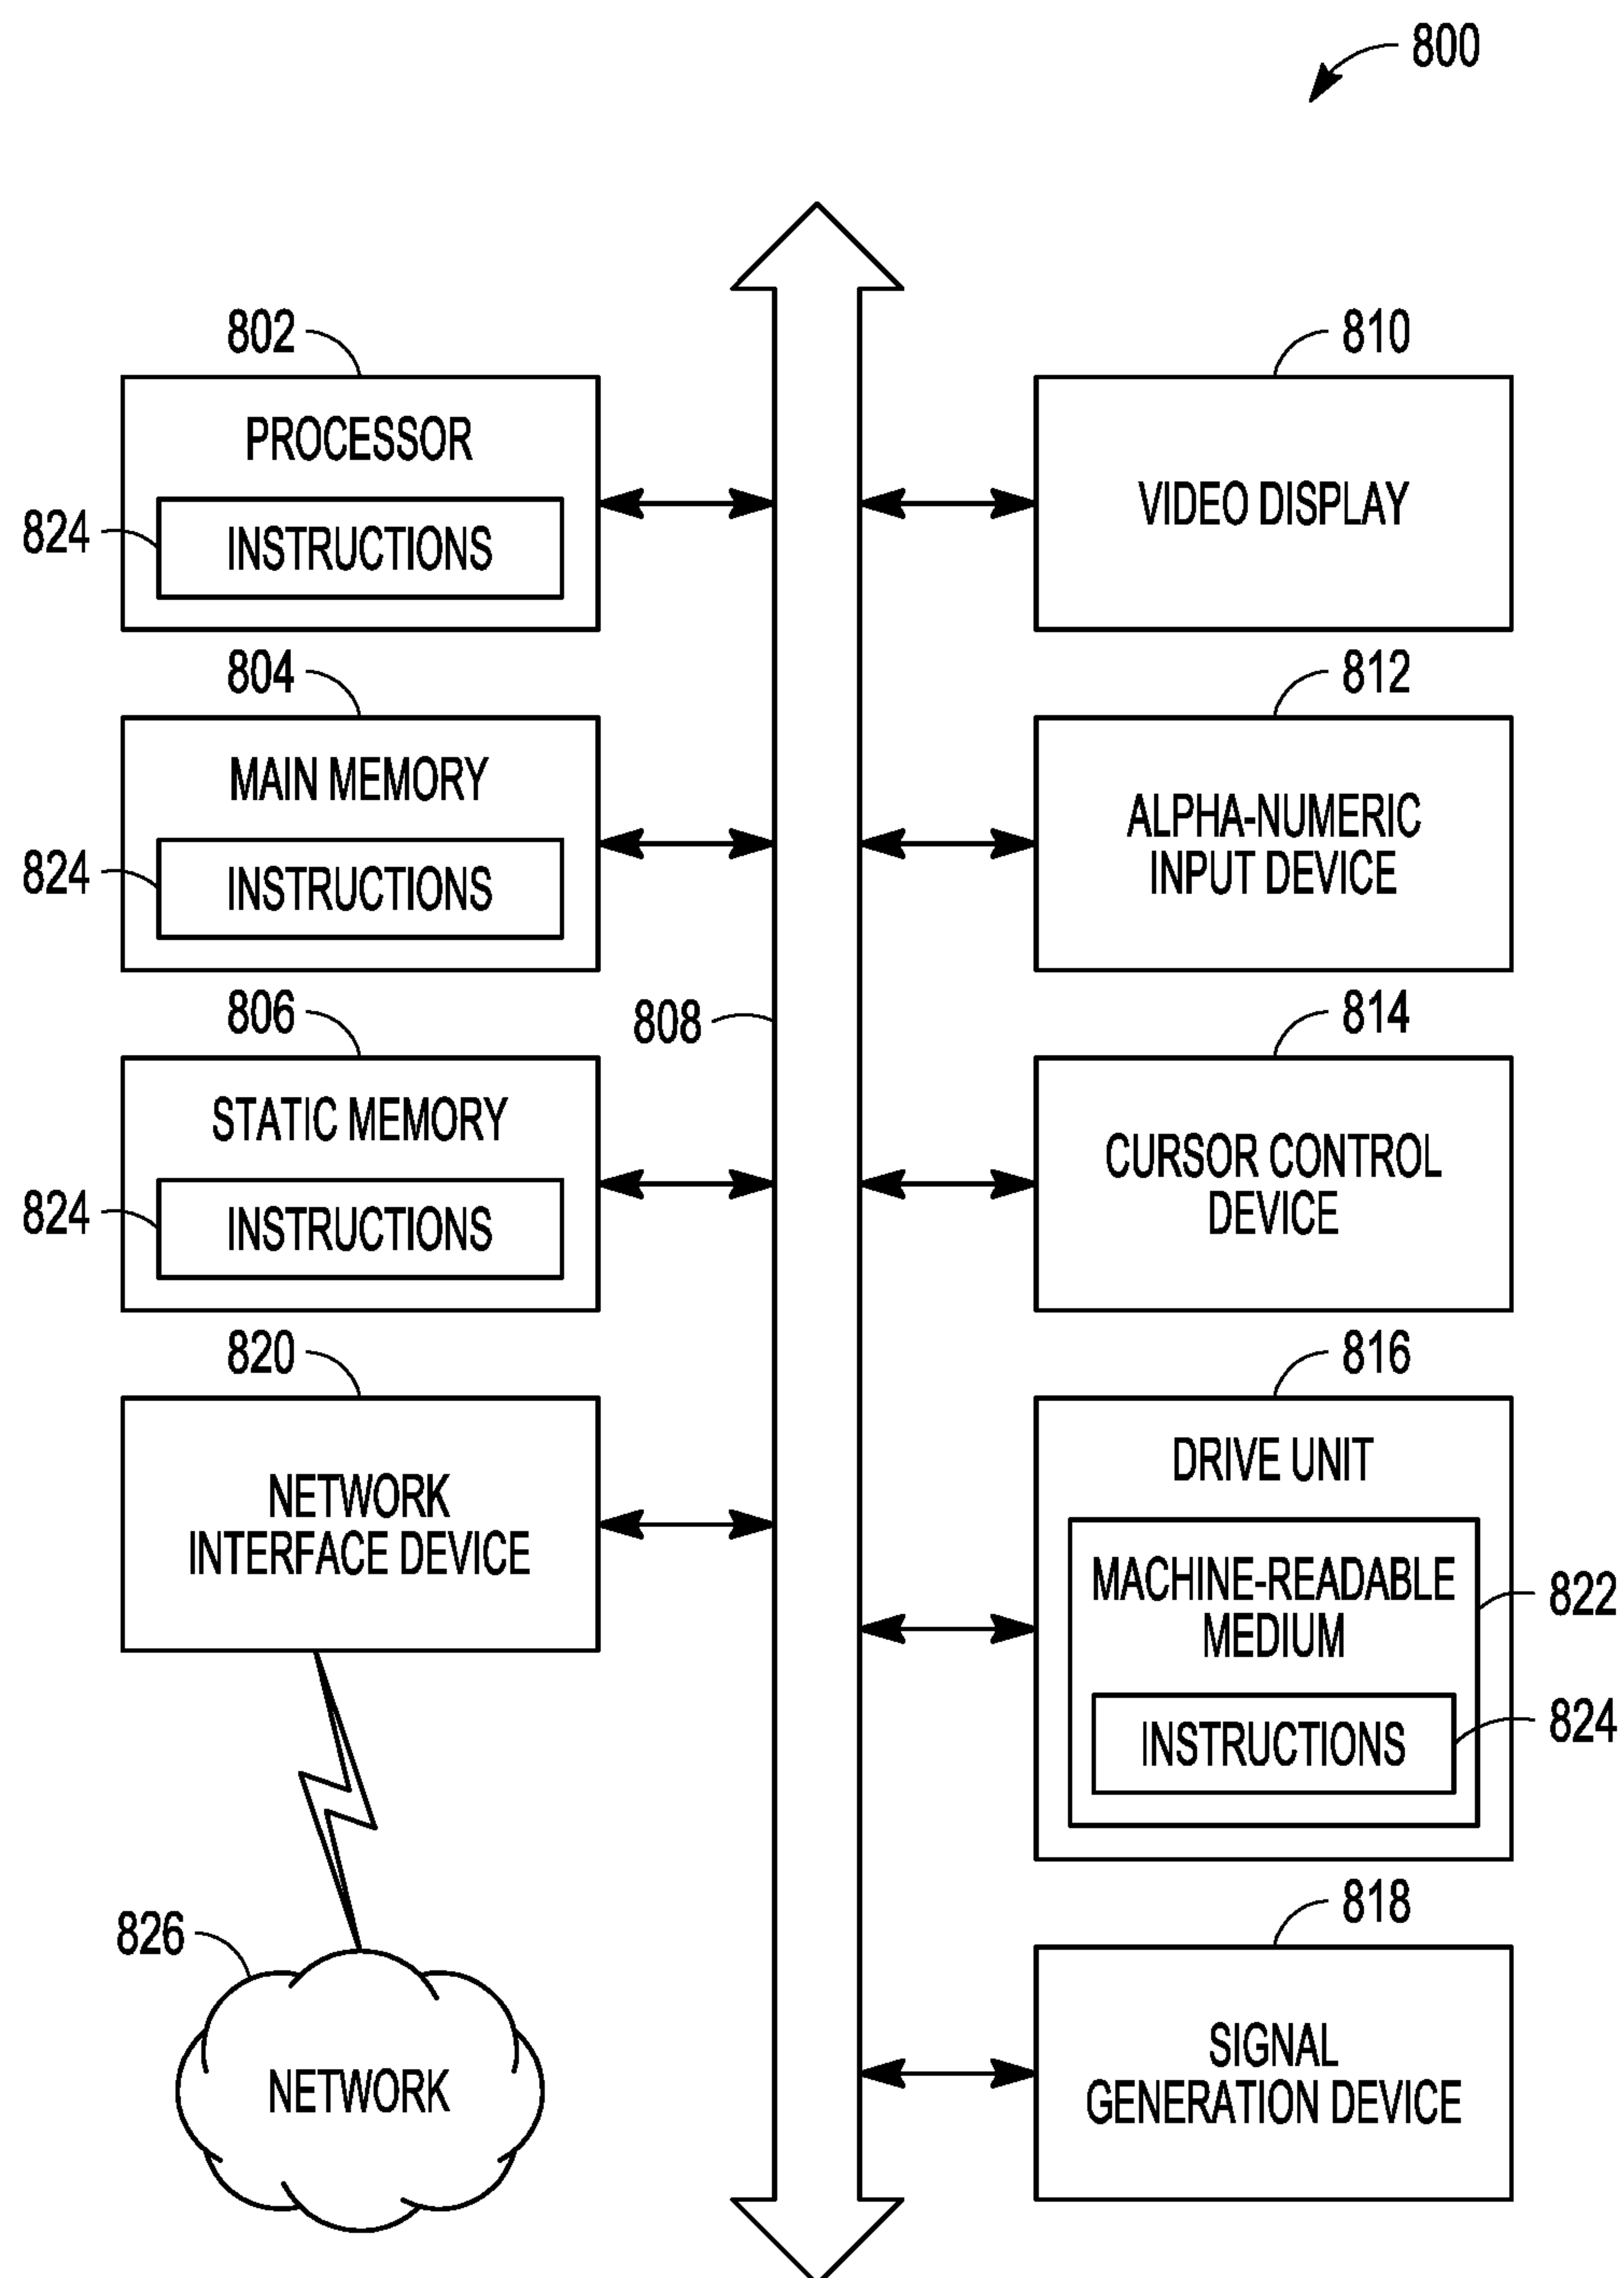 800
802
PROCESSOR
824
INSTRUCTIONS
804
MAIN MEMORY
824
INSTRUCTIONS
806
STATIC MEMORY
824
INSTRUCTIONS
820
NETWORK
INTERFACE DEVICE
826
NETWORK
808
810
VIDEO DISPLAY
812
ALPHA-NUMERIC
INPUT DEVICE
814
CURSOR CONTROL
DEVICE
816
DRIVE UNIT
MACHINE-READABLE
MEDIUM
822
INSTRUCTIONS
824
818
SIGNAL
GENERATION DEVICE